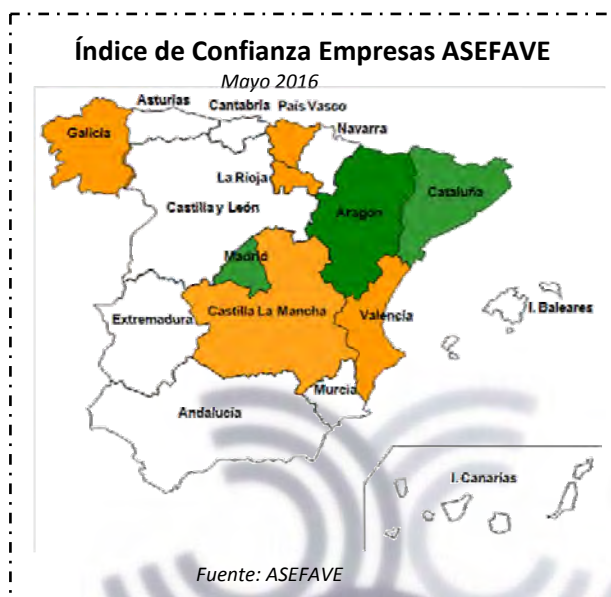 Índice de Confianza Empresas ASEFAVE
Mayo 2016
Asturias
Cantabria
País Vasco
Galicia
Navarra
La Rioja
Cataluña
Castilla y León
Aragón
Madrid
I. Baleares
Extremadura
Castilla La Mancha
Valencia
Murcia
Andalucía
I. Canarias
Fuente: ASEFAVE